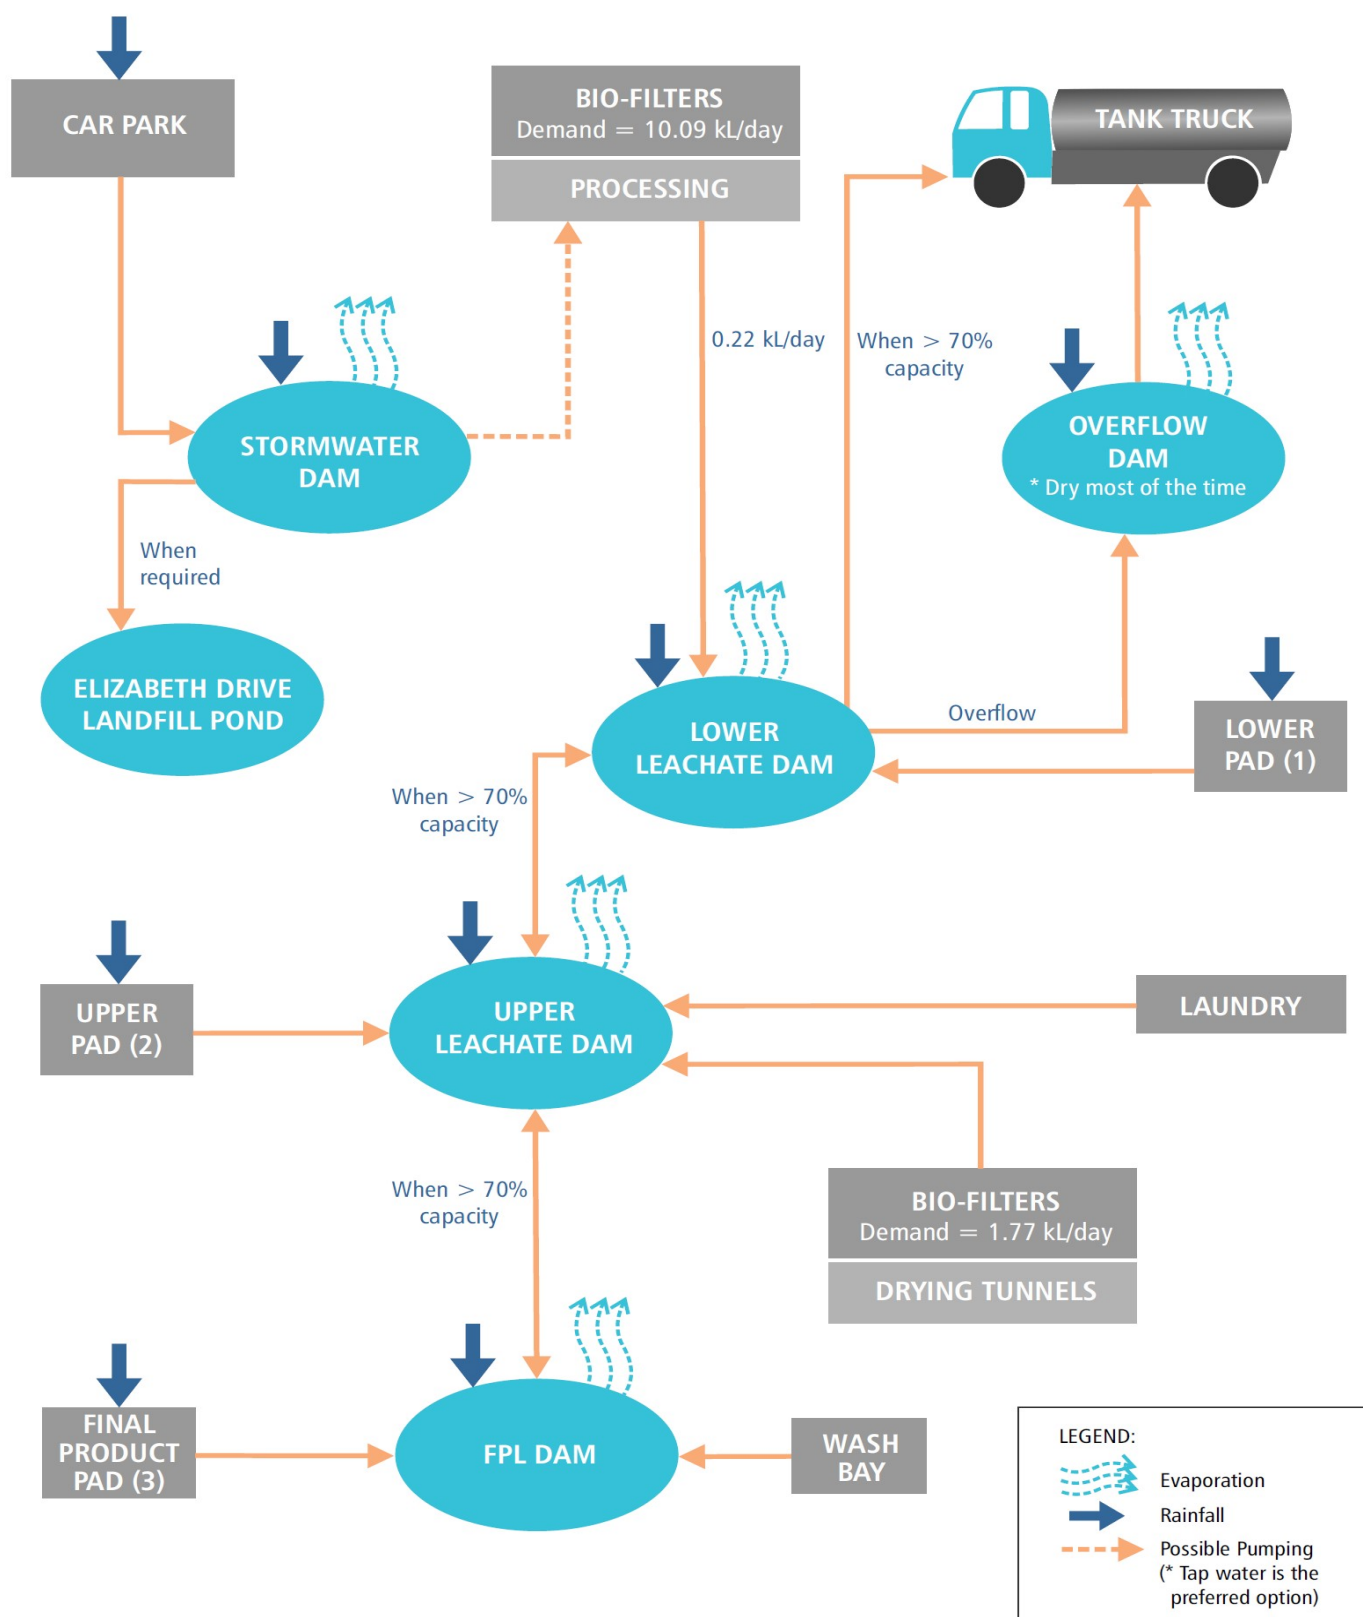 CAR PARK
BIO-FILTERS
Demand = 10.09 kL/day
PROCESSING
TANK TRUCK
0.22 kL/day
When > 70%
capacity
STORMWATER
DAM
OVERFLOW
DAM
* Dry most of the time
When
required
ELIZABETH DRIVE
LANDFILL POND
LOWER
LEACHATE DAM
Overflow
LOWER
PAD (1)
When > 70%
capacity
UPPER
PAD (2)
UPPER
LEACHATE DAM
LAUNDRY
When > 70%
capacity
BIO-FILTERS
Demand = 1.77 kL/day
DRYING TUNNELS
FINAL
PRODUCT
PAD (3)
FPL DAM
WASH
BAY
LEGEND:
Evaporation
Rainfall
Possible Pumping
(* Tap water is the
preferred option)